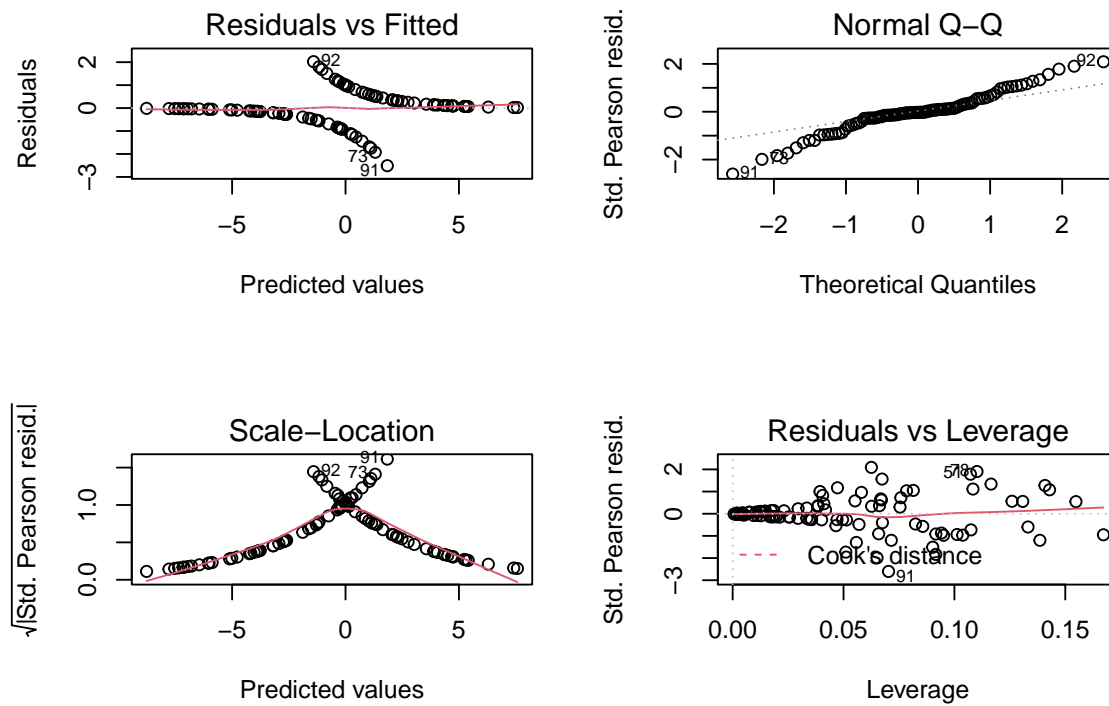 Residuals vs Fitted
Residuals
2
0
−3
92
73
91
−5
0
5
Predicted values
Normal Q−Q
Std. Pearson resid.
2
0
−2
92
73
91
−2
−1
0
1
2
Theoretical Quantiles
Scale−Location
√|Std. Pearson resid.|
1.0
0.0
91
92
73
−5
0
5
Predicted values
Residuals vs Leverage
Std. Pearson resid.
2
0
−3
78
51
Cook's distance
91
0.00
0.05
0.10
0.15
Leverage